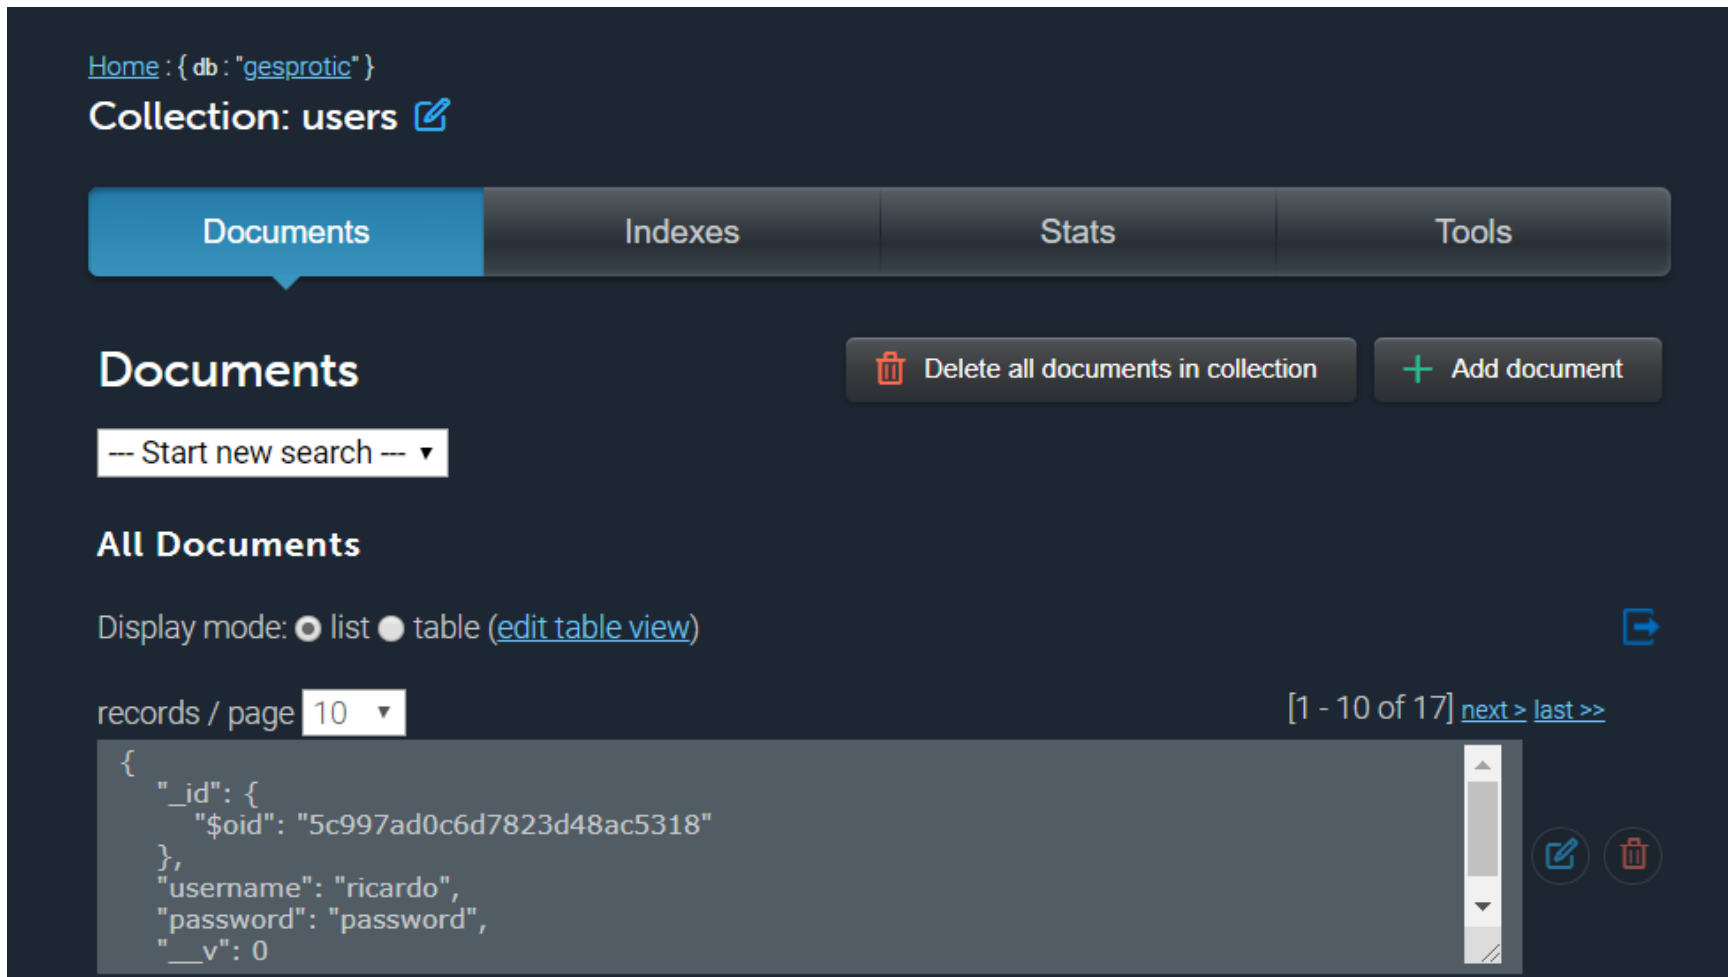 Home : { db : "gesprotic" }
Collection: users
Documents Indexes Stats Tools
Documents
Delete all documents in collection
Add document
--- Start new search ---
All Documents
Display mode: list table (edit table view)
records / page 10
[1 - 10 of 17] next > last >>
{
"_id": {
"$oid": "5c997ad0c6d7823d48ac5318"
},
"username": "ricardo",
"password": "password",
"__v": 0